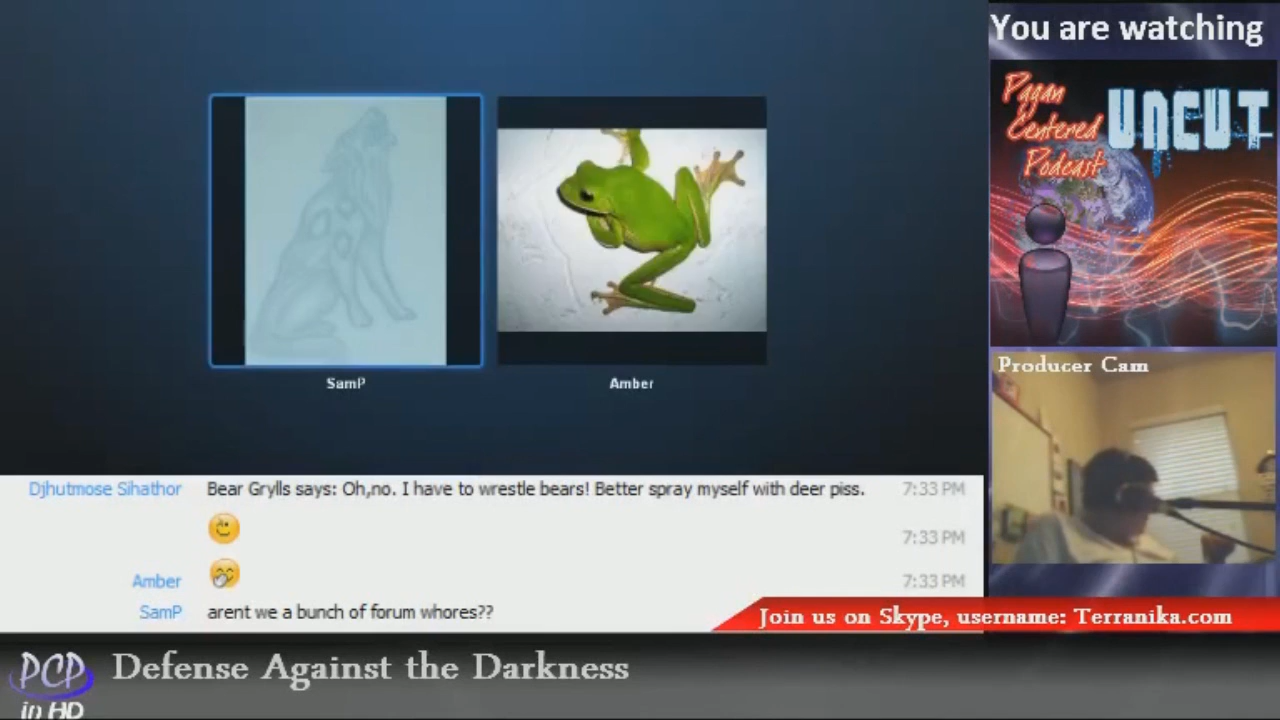 You are watching
Pagan
Centered
Podcast
UNCUT
Producer Cam
SamP
Amber
Djhutmose Sihathor
Bear Grylls says: Oh,no. I have to wrestle bears! Better spray myself with deer piss.
7:33 PM
7:33 PM
Amber
7:33 PM
SamP
arent we a bunch of forum whores??
Join us on Skype, username: Terranika.com
PCP
in HD
Defense Against the Darkness